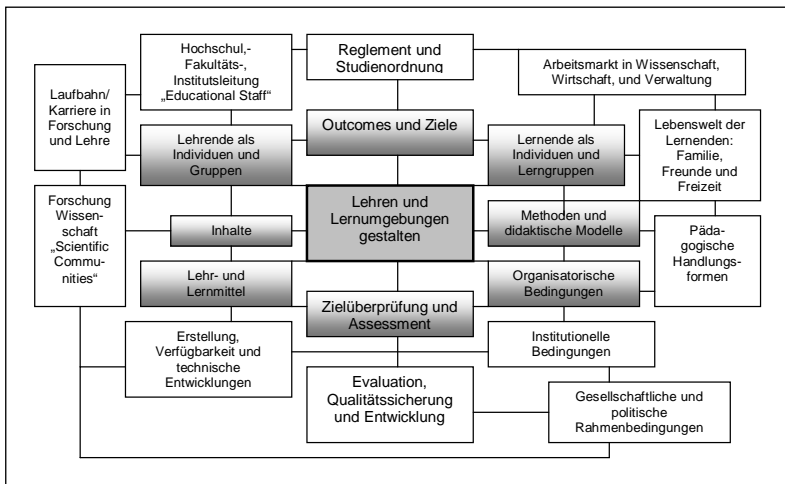 Hochschul,-
Fakultäts-,
Institutsleitung
„Educational Staff“
Reglement und
Studienordnung
Arbeitsmarkt in Wissenschaft,
Wirtschaft, und Verwaltung
Laufbahn/
Karriere in
Forschung
und Lehre
Lehrende als
Individuen und
Gruppen
Outcomes und Ziele
Lernende als
Individuen und
Lerngruppen
Lebenswelt der
Lernenden:
Familie,
Freunde und
Freizeit
Forschung
Wissen-
schaft
„Scientific
Commu-
nities“
Inhalte
Lehren und
Lernumgebungen
gestalten
Methoden und
didaktische Modelle
Päda-
gogische
Handlungs-
formen
Lehr- und
Lernmittel
Zielüberprüfung und
Assessment
Organisatorische
Bedingungen
Erstellung,
Verfügbarkeit und
technische
Entwicklungen
Institutionelle
Bedingungen
Evaluation,
Qualitätssicherung
und Entwicklung
Gesellschaftliche und
politische
Rahmenbedingungen